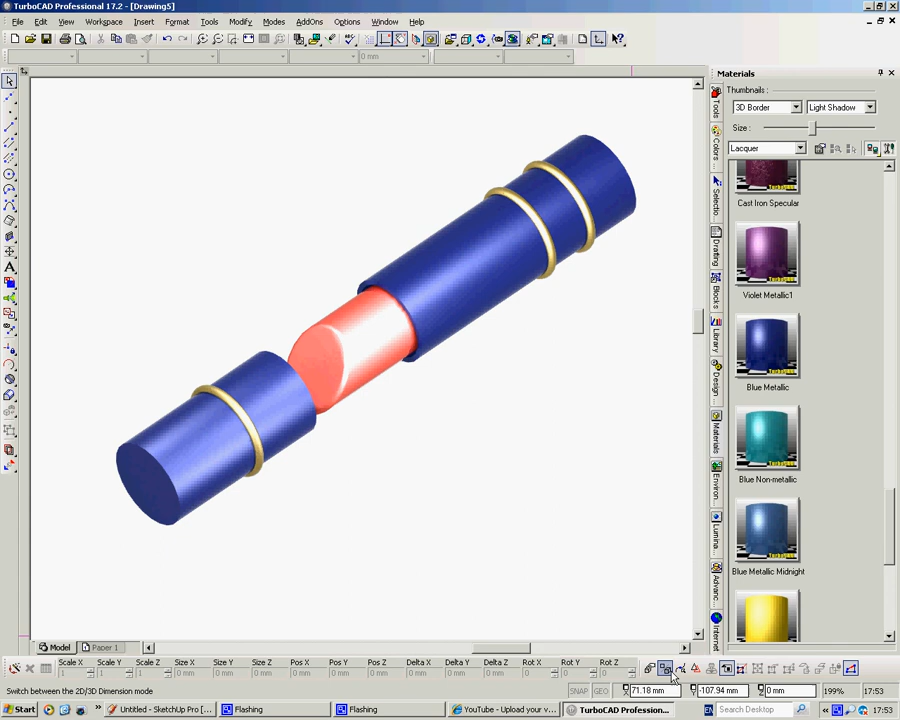 TurboCAD Professional 17.2 - [Drawing5]
File Edit View Workspace Insert Format Tools Modify Modes AddOns Options Window Help
0 mm
Materials
Thumbnails :
3D Border Light Shadow
Size :
Lacquer
Cast Iron Specular
Violet Metallic1
Blue Metallic
Blue Non-metallic
Blue Metallic Midnight
Tools
Colors
Selectio
Drafting
Blocks
Library
Design
Materials
Environ
Lumina
Advanc
Internet
Model Paper 1
Scale X Scale Y Scale Z Size X Size Y Size Z Pos X Pos Y Pos Z Delta X Delta Y Delta Z Rot X Rot Y Rot Z
1 1 1 0 mm 0 mm 0 mm 0 mm 0 mm 0 mm 0 mm 0 mm 0 mm 0 0 0
Switch between the 2D/3D Dimension mode SNAP GEO 71.18 mm -107.94 mm 0 mm 199% 17:53
Start Untitled - SketchUp Pro [ Flashing Flashing YouTube - Upload your v... TurboCAD Profession... EN Search Desktop 17:53